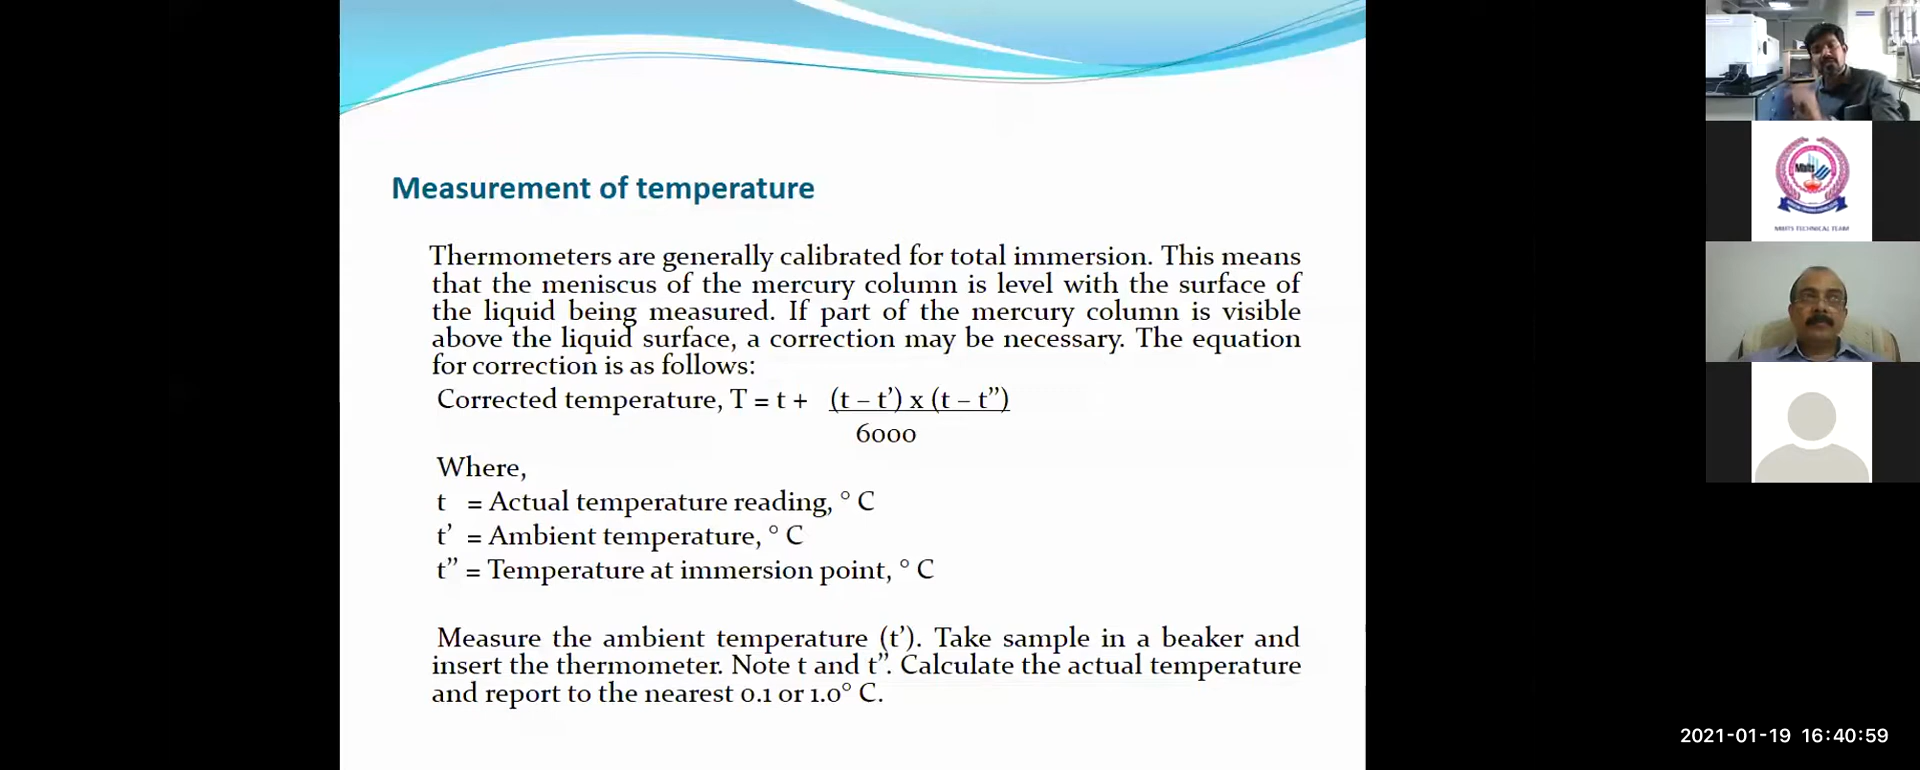 Measurement of temperature
Thermometers are generally calibrated for total immersion. This means
that the meniscus of the mercury column is level with the surface of
the liquid being measured. If part of the mercury column is visible
above the liquid surface, a correction may be necessary. The equation
for correction is as follows:
Corrected temperature, T = t + (t – t’) x (t – t”)
6000
Where,
t = Actual temperature reading, ° C
t’ = Ambient temperature, ° C
t” = Temperature at immersion point, ° C
Measure the ambient temperature (t’). Take sample in a beaker and
insert the thermometer. Note t and t”. Calculate the actual temperature
and report to the nearest 0.1 or 1.0° C.
Mbits
MBITS TECHNICAL TEAM
2021-01-19 16:40:59